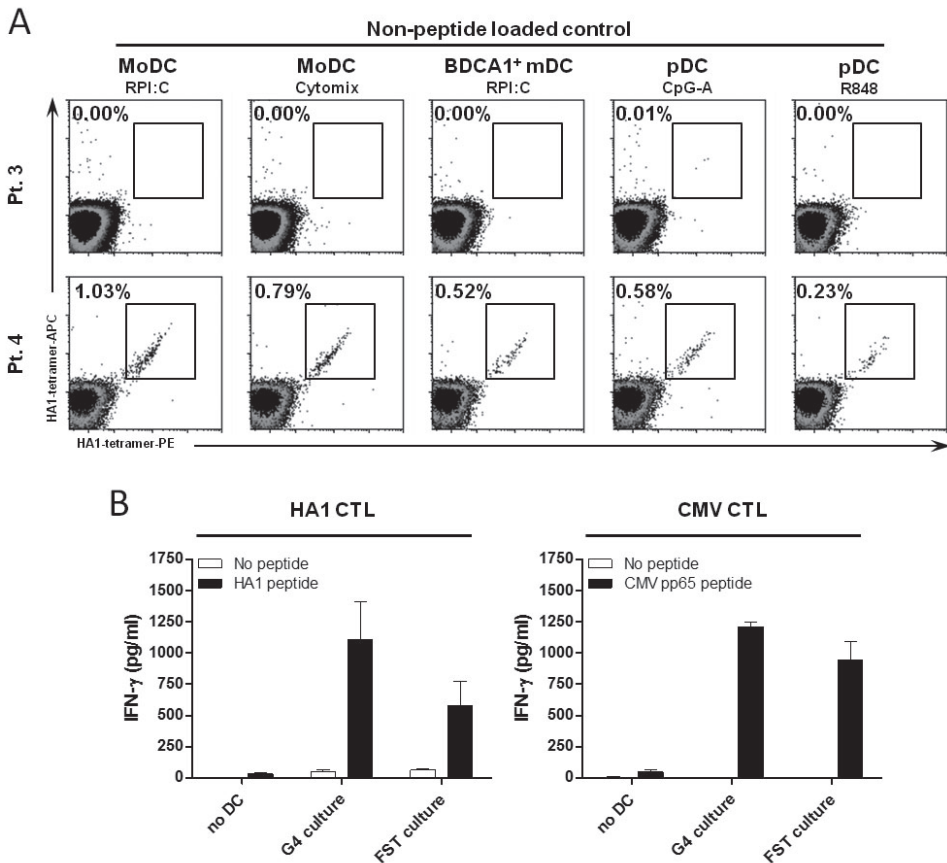 A
Non-peptide loaded control
MoDC MoDC BDCA1⁺ mDC pDC pDC
RPI:C Cytomix RPI:C CpG-A R848
Pt. 3
0.00% 0.00% 0.00% 0.01% 0.00%
Pt. 4
1.03% 0.79% 0.52% 0.58% 0.23%
HA1-tetramer-APC
HA1-tetramer-PE
B
HA1 CTL
IFN-γ (pg/ml)
1750
1500
1250
1000
750
500
250
0
No peptide
HA1 peptide
no DC G4 culture FST culture
CMV CTL
IFN-γ (pg/ml)
1750
1500
1250
1000
750
500
250
0
No peptide
CMV pp65 peptide
no DC G4 culture FST culture